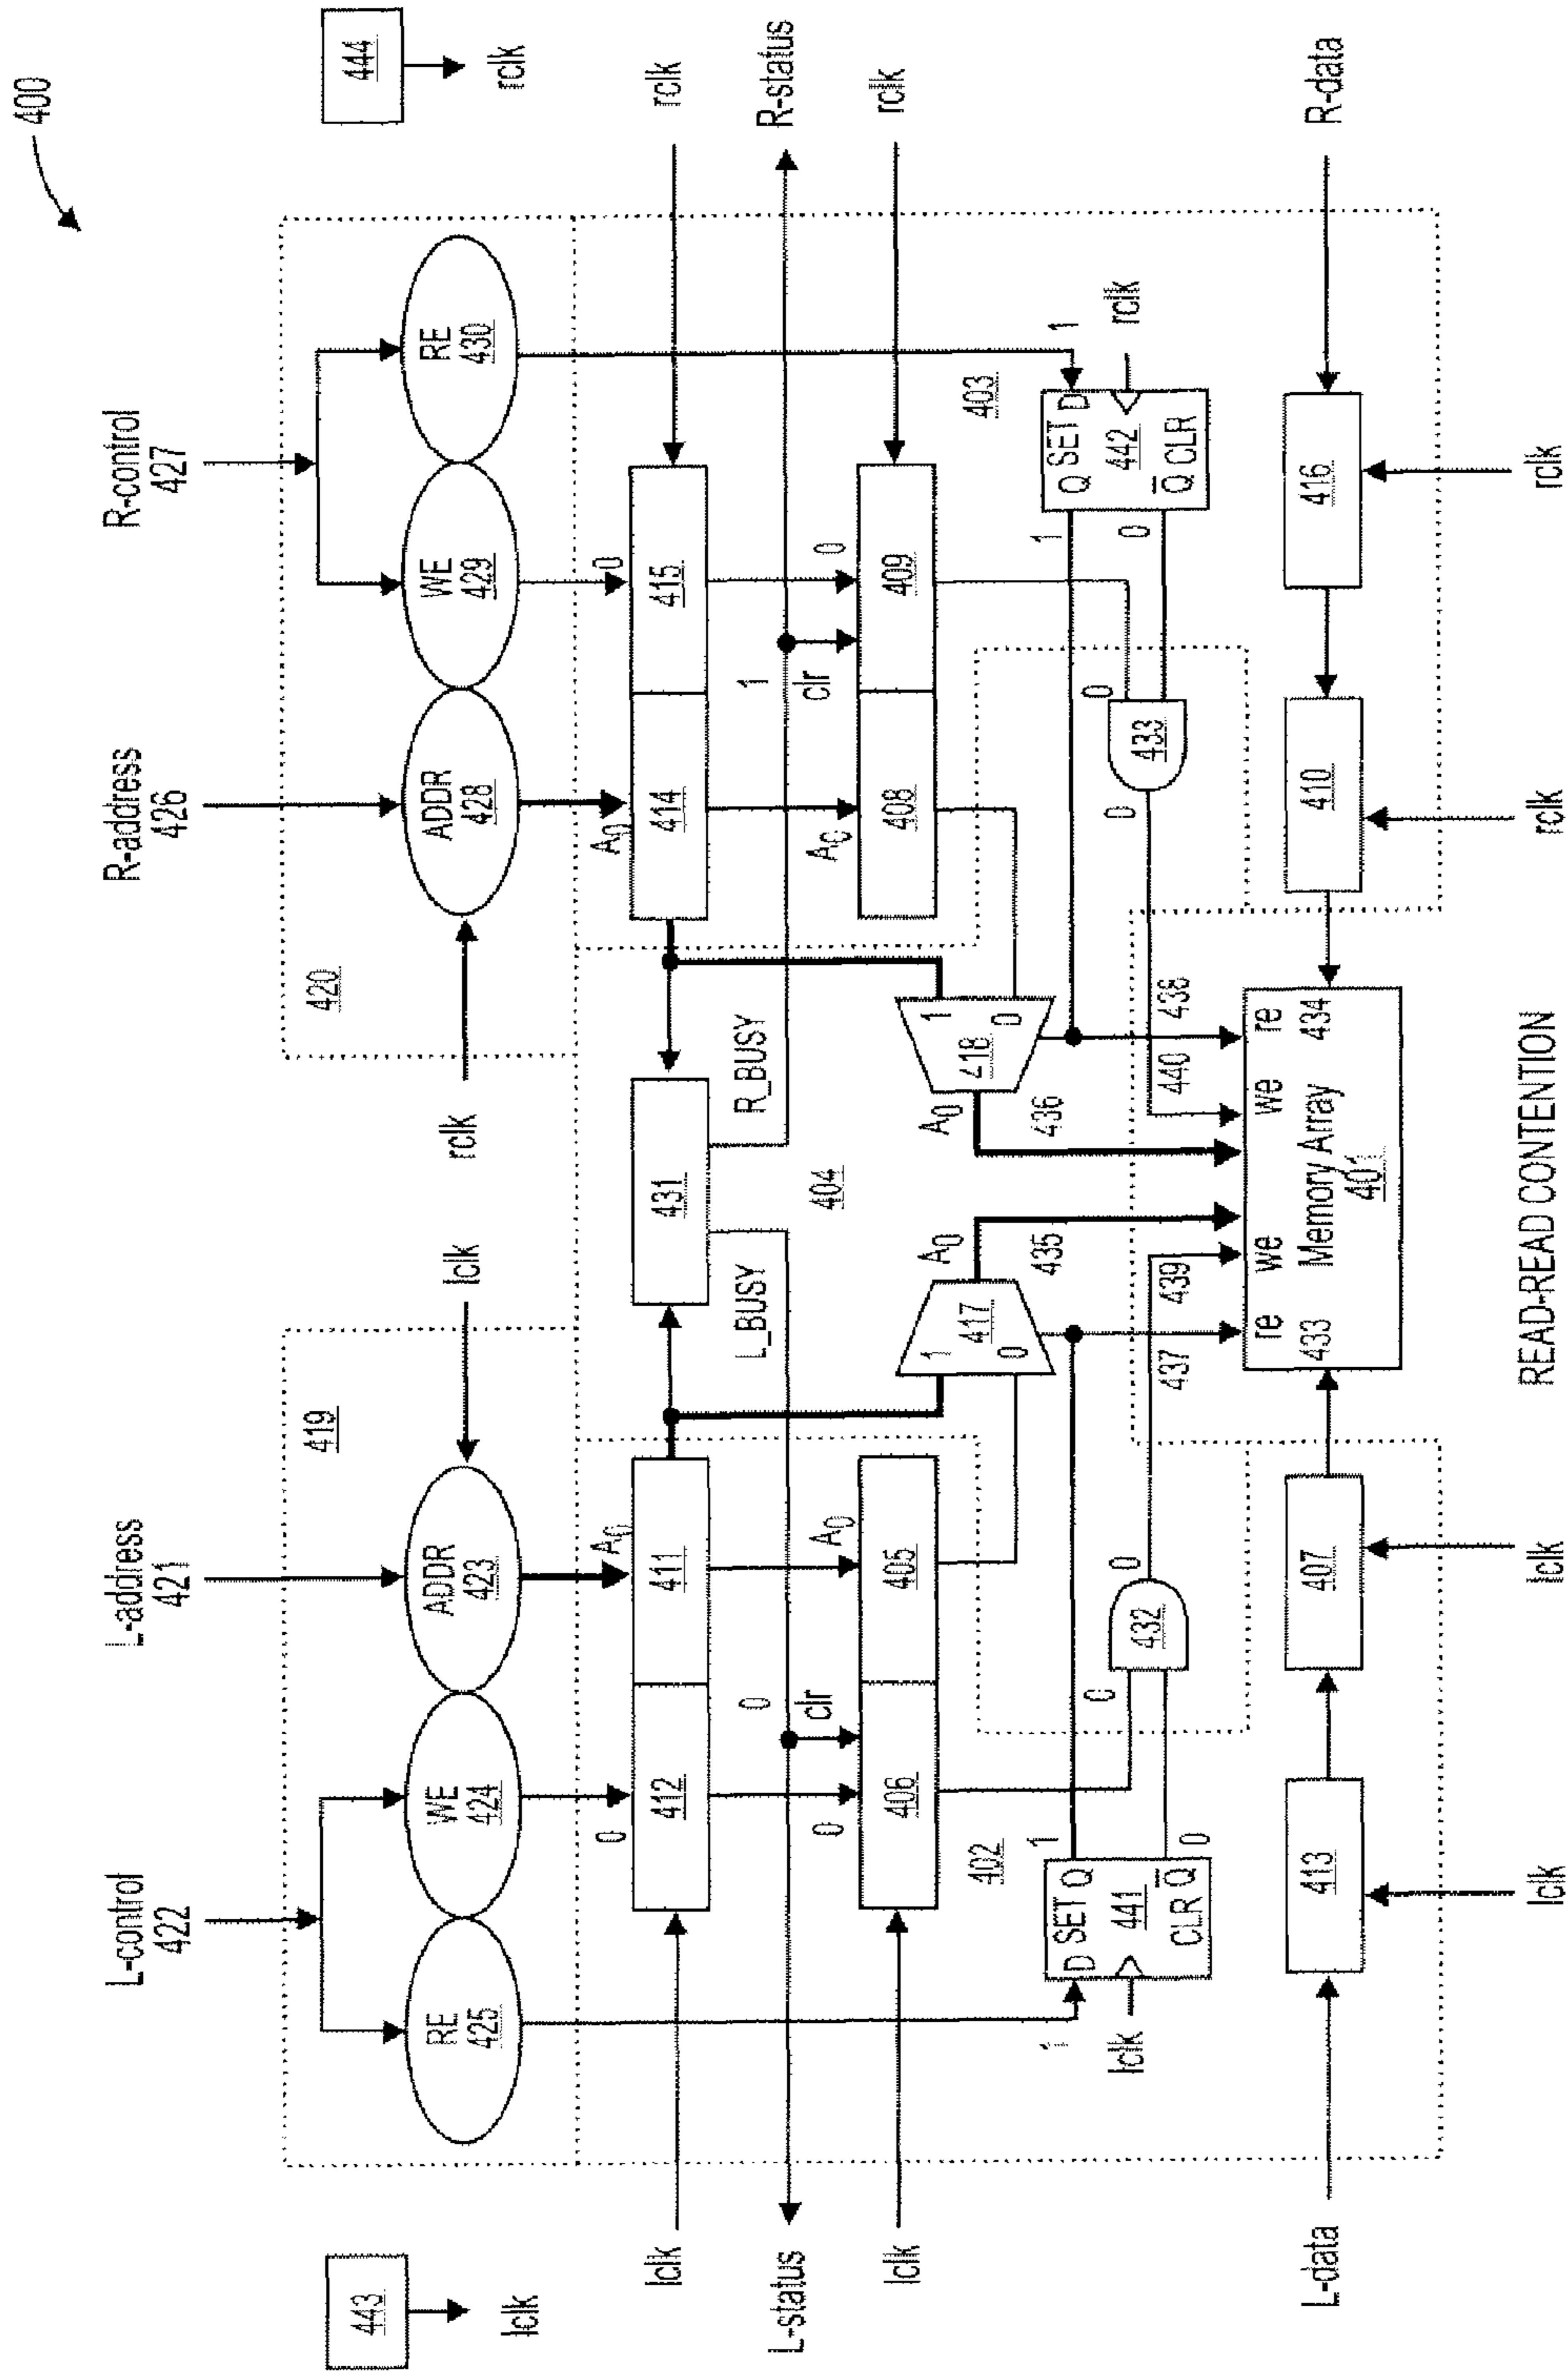 400
443
lclk
444
rclk
L-control
422
L-address
421
R-address
426
R-control
427
419
420
lclk
rclk
RE
425
WE
424
ADDR
423
ADDR
428
WE
429
RE
430
0
A0
A0
0
lclk
412
411
431
414
415
rclk
L-status
0
L_BUSY
R_BUSY
1
R-status
clr
clr
0
A0
A0
0
lclk
406
405
404
408
409
rclk
402
403
1
0
417
1
0
418
A0
A0
435
436
1
D SET Q
441
CLR Q
lclk
1
0
0
432
0
0
433
0
1
0
Q SET D
442
Q CLR
1
rclk
437
439
440
438
re
we
we
re
433
434
Memory Array
401
L-data
413
407
410
416
R-data
lclk
lclk
rclk
rclk
READ-READ CONTENTION